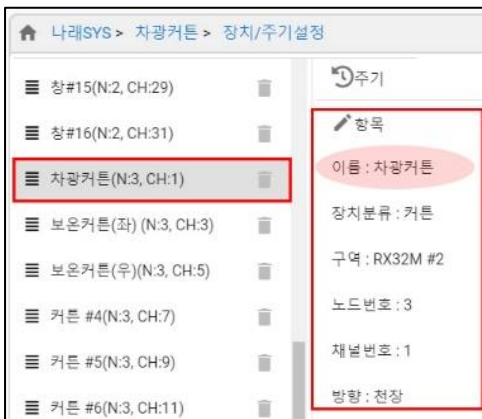 나래SYS > 차광커튼 > 장치/주기설정
창#15(N:2, CH:29)
창#16(N:2, CH:31)
차광커튼(N:3, CH:1)
보온커튼(좌) (N:3, CH:3)
보온커튼(우)(N:3, CH:5)
커튼 #4(N:3, CH:7)
커튼 #5(N:3, CH:9)
커튼 #6(N:3, CH:11)
주기
항목
이름 : 차광커튼
장치분류 : 커튼
구역 : RX32M #2
노드번호 : 3
채널번호 : 1
방향 : 천장